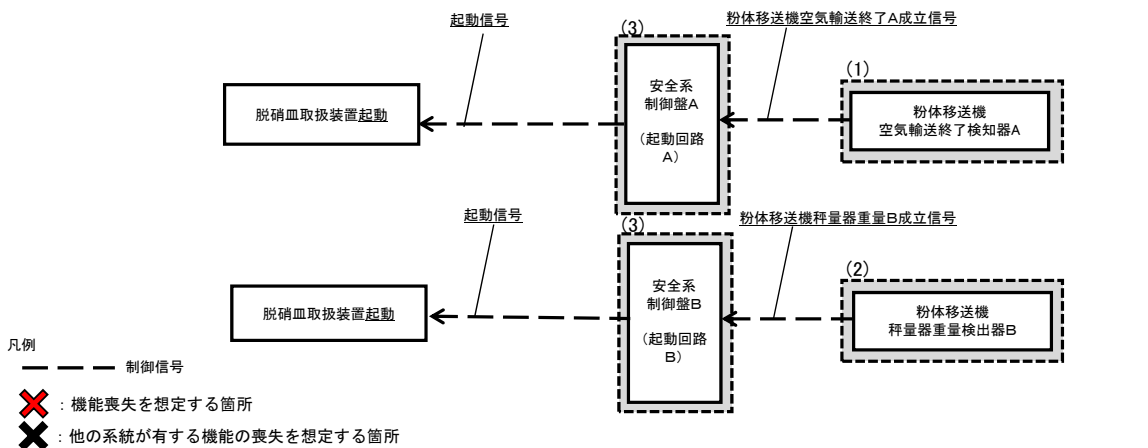 起動信号
(3)
粉体移送機空気輸送終了A成立信号
(1)
脱硝皿取扱装置起動
安全系
制御盤A
(起動回路
A)
粉体移送機
空気輸送終了検知器A
起動信号
(3)
粉体移送機秤量器重量B成立信号
(2)
脱硝皿取扱装置起動
安全系
制御盤B
(起動回路
B)
粉体移送機
秤量器重量検出器B
凡例
制御信号
：機能喪失を想定する箇所
：他の系統が有する機能の喪失を想定する箇所